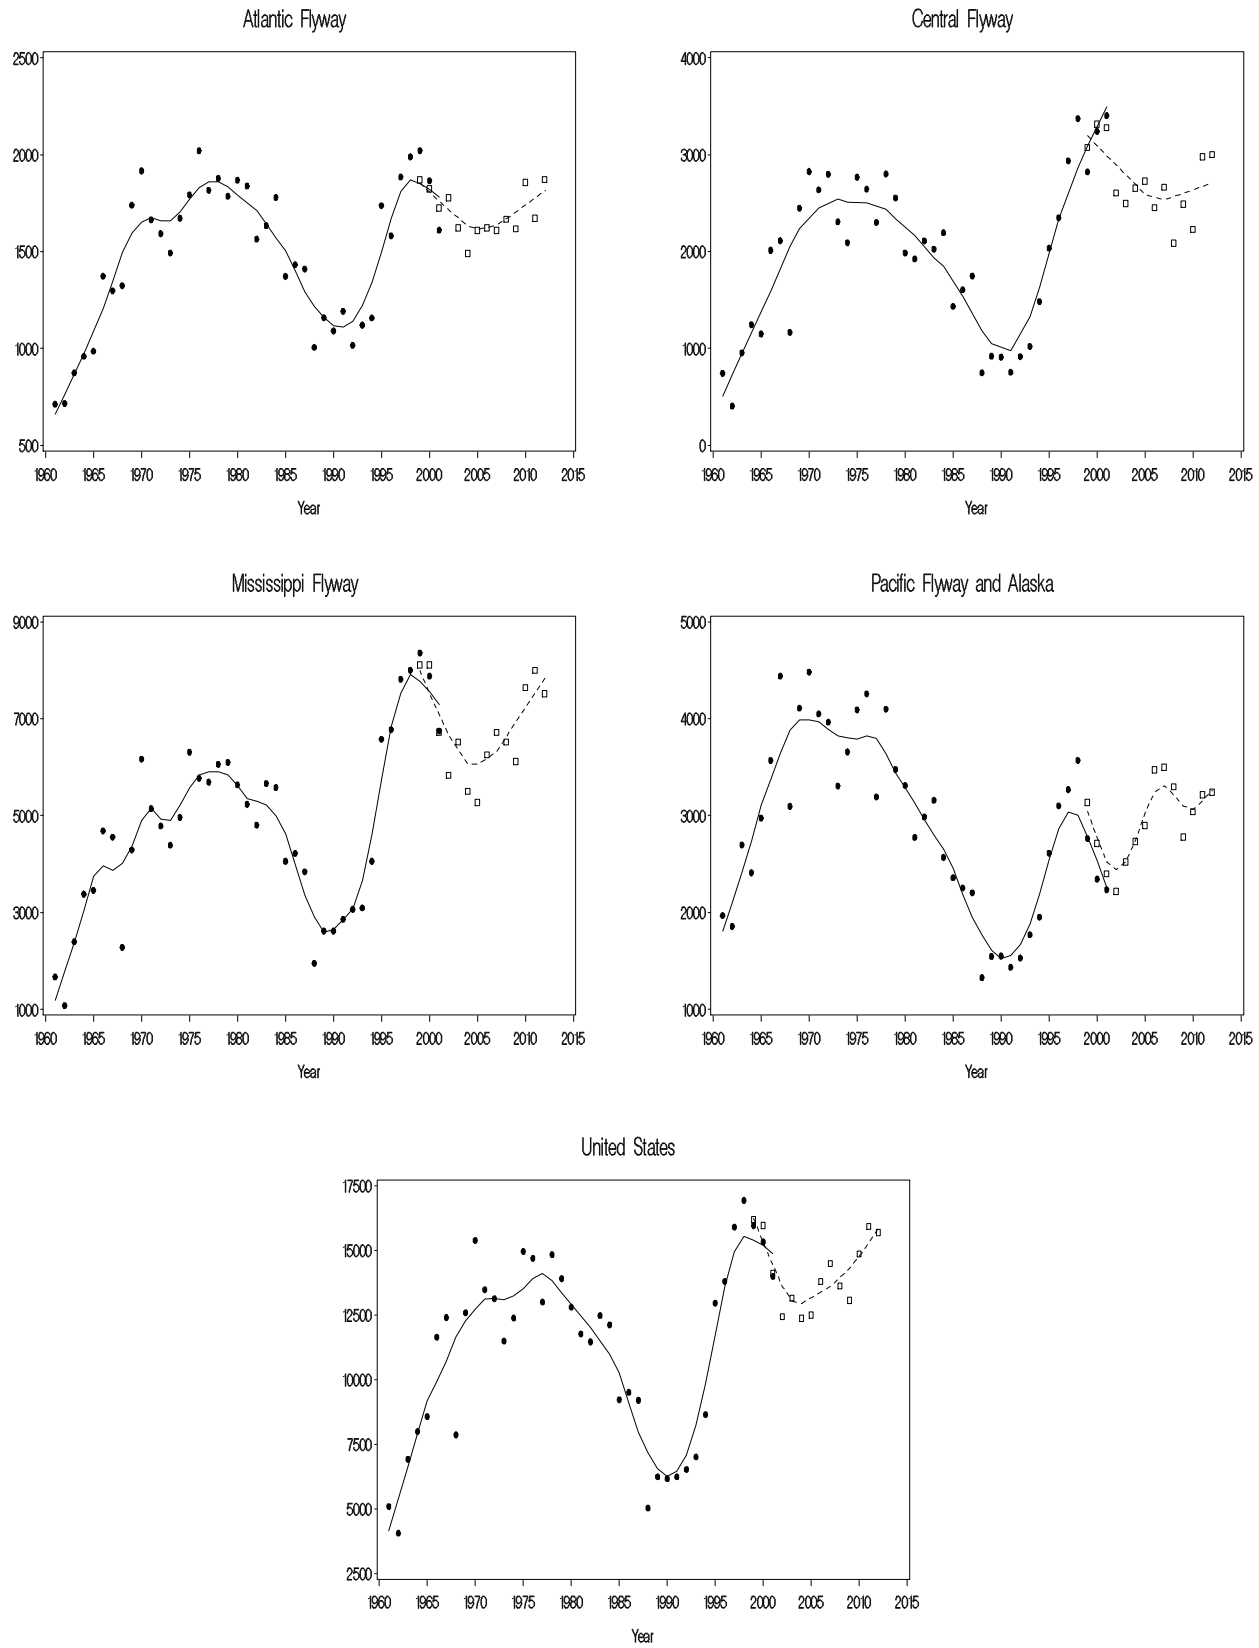 Atlantic Flyway
2500
2000
1500
1000
500
1960 1965 1970 1975 1980 1985 1990 1995 2000 2005 2010 2015
Year
Central Flyway
4000
3000
2000
1000
0
1960 1965 1970 1975 1980 1985 1990 1995 2000 2005 2010 2015
Year
Mississippi Flyway
9000
7000
5000
3000
1000
1960 1965 1970 1975 1980 1985 1990 1995 2000 2005 2010 2015
Year
Pacific Flyway and Alaska
5000
4000
3000
2000
1000
1960 1965 1970 1975 1980 1985 1990 1995 2000 2005 2010 2015
Year
United States
17500
15000
12500
10000
7500
5000
2500
1960 1965 1970 1975 1980 1985 1990 1995 2000 2005 2010 2015
Year